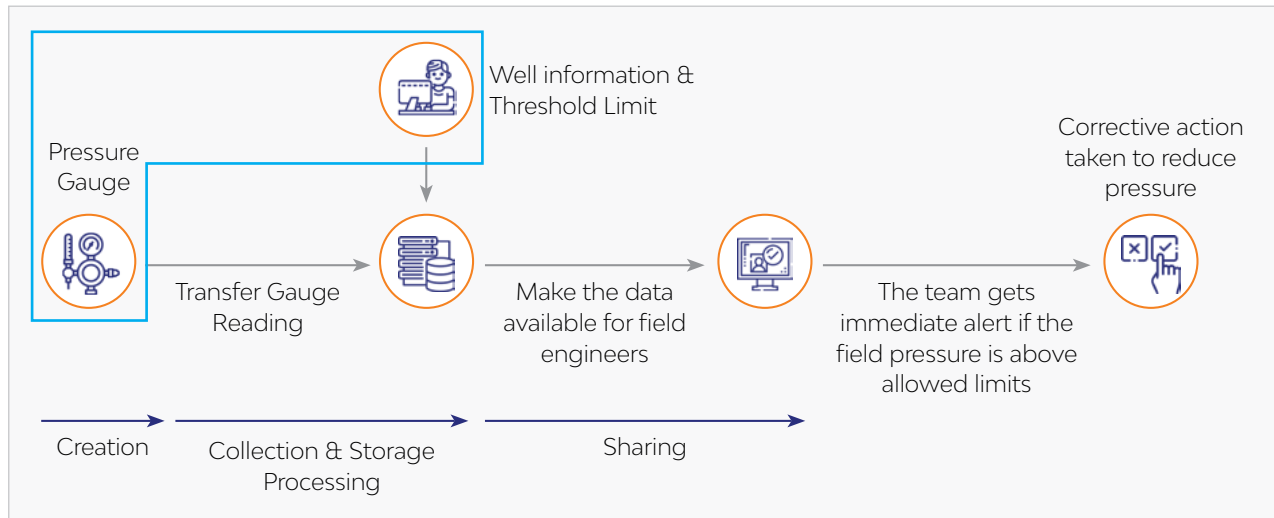 Well information &
Threshold Limit
Pressure
Gauge
Corrective action
taken to reduce
pressure
Transfer Gauge
Reading
Make the data
available for field
engineers
The team gets
immediate alert if the
field pressure is above
allowed limits
Creation
Collection & Storage
Processing
Sharing